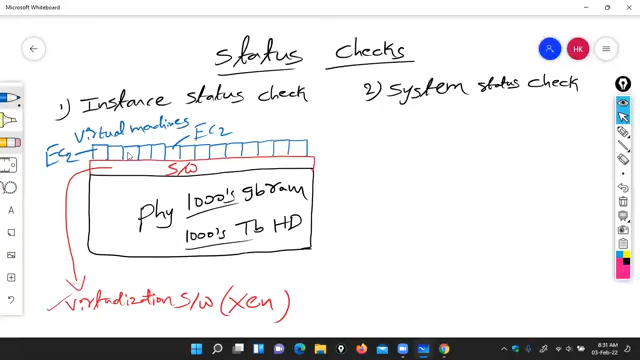 Microsoft Whiteboard
HK
Status Checks
1) Instance status check
2) System status check
Virtual machines
EC2
EC2
S/W
Phy 1000's gb ram
1000's Tb HD
Virtualization S/W (Xen)
8:31 AM
03-Feb-22